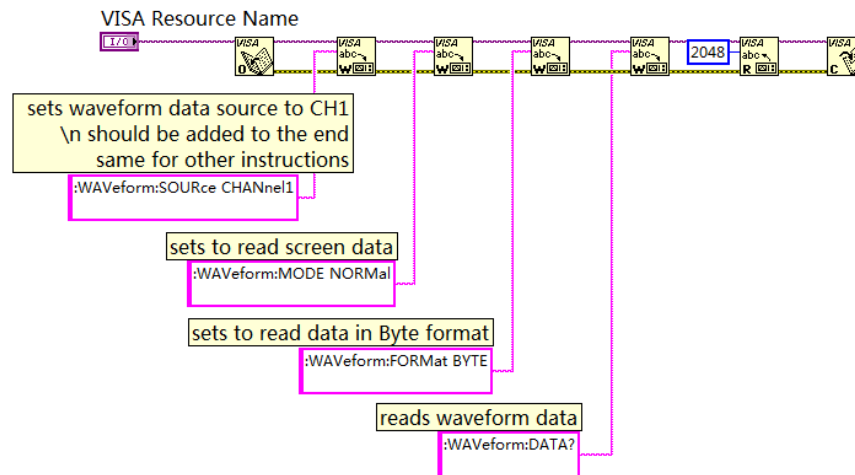 VISA Resource Name
I/O
VISA
O
VISA
abc
W
VISA
abc
W
VISA
abc
W
VISA
abc
W
2048
VISA
abc
R
VISA
C
sets waveform data source to CH1
\n should be added to the end
same for other instructions
:WAVeform:SOURce CHANnel1
sets to read screen data
:WAVeform:MODE NORMal
sets to read data in Byte format
:WAVeform:FORMat BYTE
reads waveform data
:WAVeform:DATA?